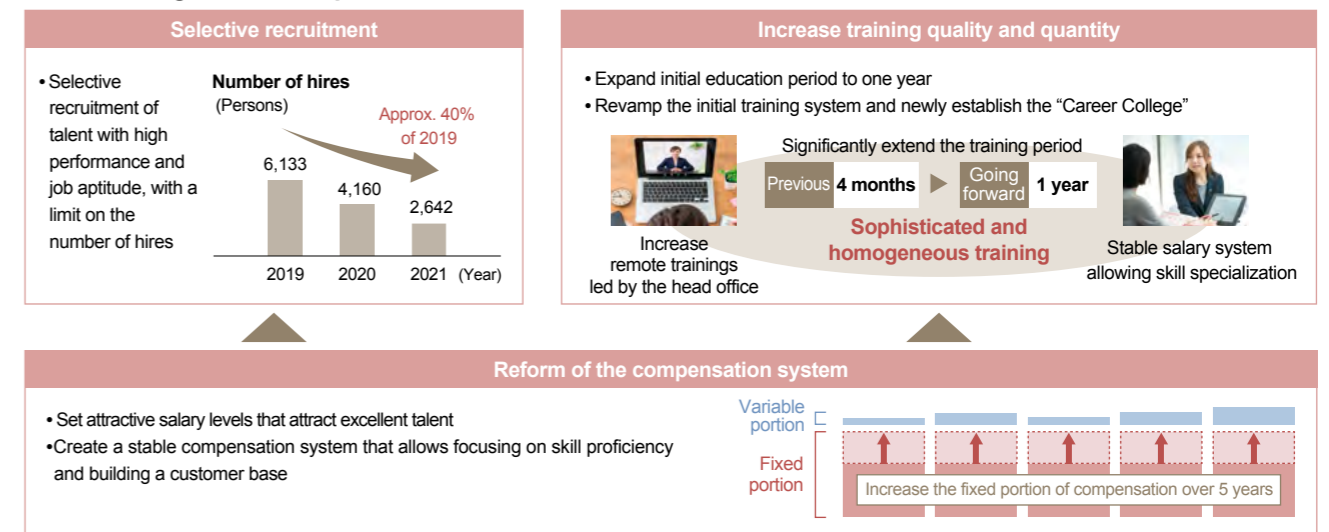 Selective recruitment
• Selective
recruitment of
talent with high
performance and
job aptitude, with a
limit on the
number of hires
Number of hires
(Persons)
Approx. 40%
of 2019
6,133
4,160
2,642
2019 2020 2021 (Year)
Increase training quality and quantity
• Expand initial education period to one year
• Revamp the initial training system and newly establish the “Career College”
Significantly extend the training period
Previous 4 months Going forward 1 year
Sophisticated and
homogeneous training
Increase
remote trainings
led by the head office
Stable salary system
allowing skill specialization
Reform of the compensation system
• Set attractive salary levels that attract excellent talent
•Create a stable compensation system that allows focusing on skill proficiency
and building a customer base
Variable
portion
Fixed
portion
Increase the fixed portion of compensation over 5 years